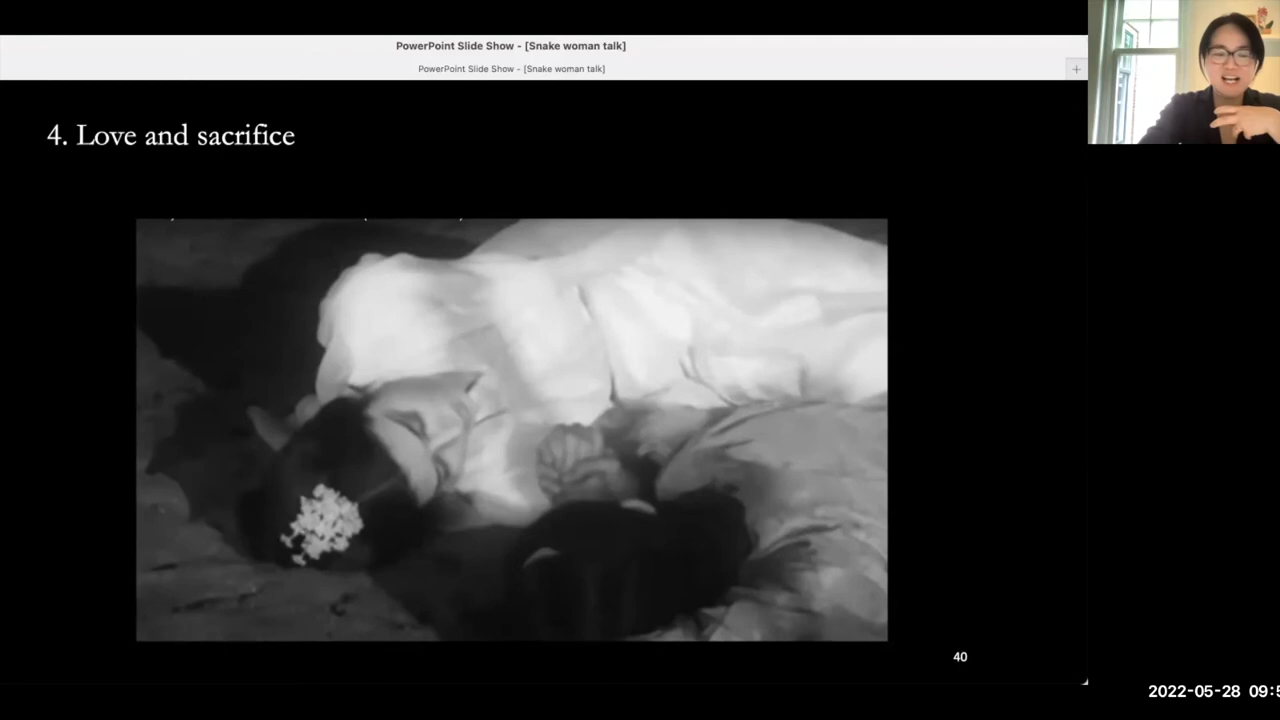 PowerPoint Slide Show - [Snake woman talk]
PowerPoint Slide Show - [Snake woman talk]
4. Love and sacrifice
40
2022-05-28 09:5